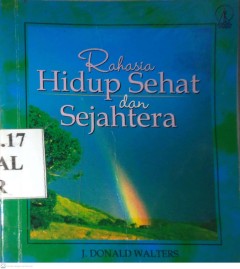 Rahasia
Hidup Sehat
dan
Sejahtera
.17
AL
R
J. DONALD WALTERS